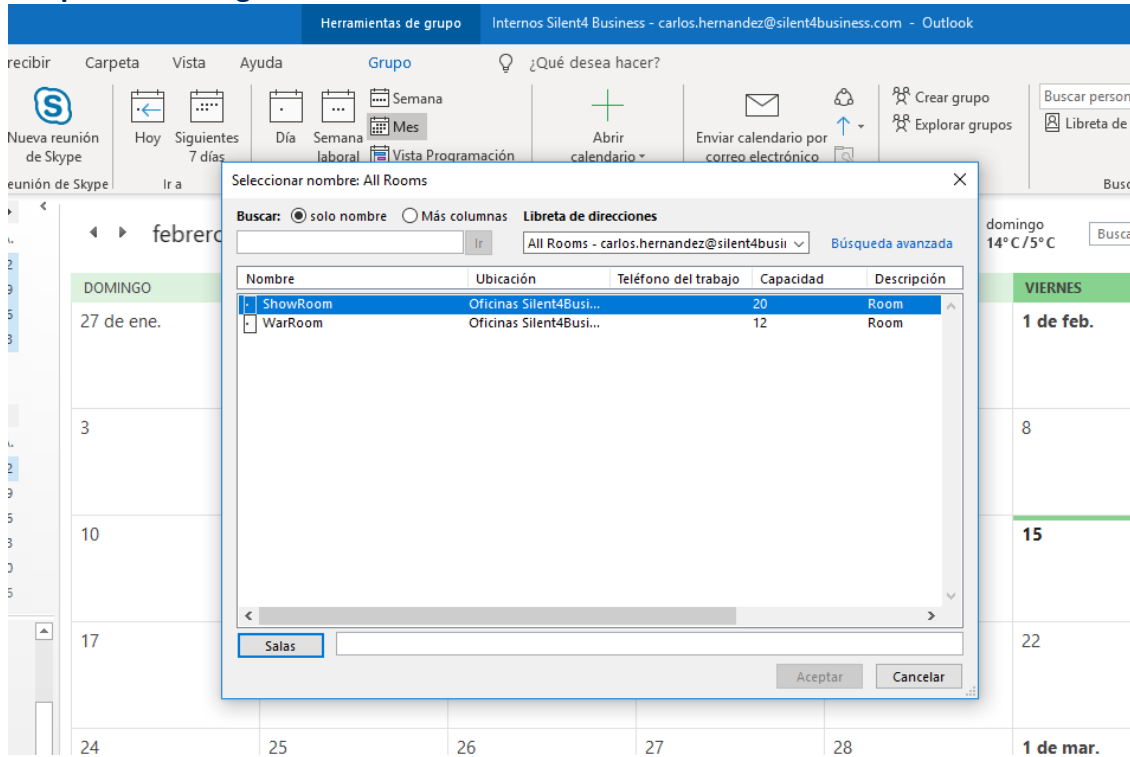 Herramientas de grupo Internos Silent4 Business - carlos.hernandez@silent4business.com - Outlook
recibir Carpeta Vista Ayuda Grupo ¿Qué desea hacer?
Nueva reunión de Skype
Hoy
Siguientes 7 días
Día
Semana laboral
Semana
Mes
Vista Programación
Abrir calendario
Enviar calendario por correo electrónico
Crear grupo
Explorar grupos
Buscar person
Libreta de
eunión de Skype Ir a Busc
febrero
domingo
14°C/5°C
Busca
Seleccionar nombre: All Rooms
Buscar: solo nombre Más columnas Libreta de direcciones
Ir All Rooms - carlos.hernandez@silent4busi Búsqueda avanzada
Nombre Ubicación Teléfono del trabajo Capacidad Descripción
ShowRoom Oficinas Silent4Busi... 20 Room
WarRoom Oficinas Silent4Busi... 12 Room
Salas
Aceptar Cancelar
DOMINGO VIERNES
27 de ene. 1 de feb.
3 8
10 15
17 22
24 25 26 27 28 1 de mar.